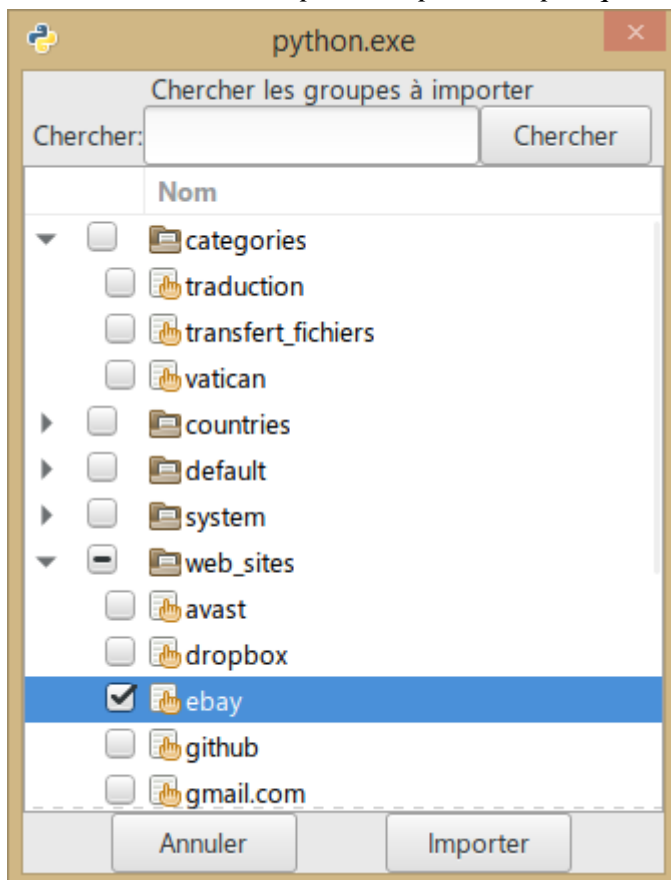 python.exe
Chercher les groupes à importer
Chercher: Chercher
Nom
categories
traduction
transfert_fichiers
vatican
countries
default
system
web_sites
avast
dropbox
ebay
github
gmail.com
Annuler Importer